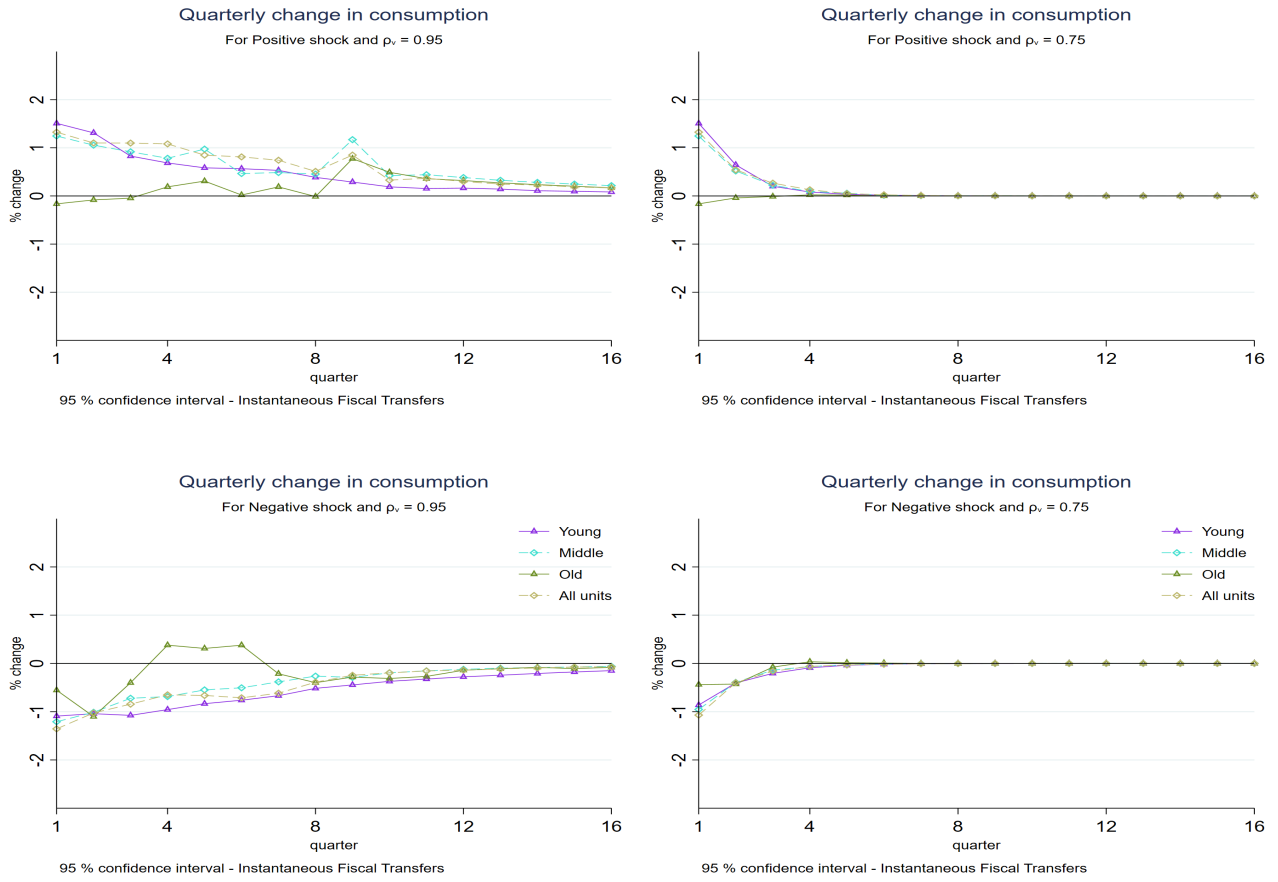 Quarterly change in consumption
For Positive shock and ρᵥ = 0.95
% change
2
1
0
-1
-2
1 4 8 12 16
quarter
95 % confidence interval - Instantaneous Fiscal Transfers
Quarterly change in consumption
For Positive shock and ρᵥ = 0.75
% change
2
1
0
-1
-2
1 4 8 12 16
quarter
95 % confidence interval - Instantaneous Fiscal Transfers
Quarterly change in consumption
For Negative shock and ρᵥ = 0.95
% change
2
1
0
-1
-2
Young
Middle
Old
All units
1 4 8 12 16
quarter
95 % confidence interval - Instantaneous Fiscal Transfers
Quarterly change in consumption
For Negative shock and ρᵥ = 0.75
% change
2
1
0
-1
-2
Young
Middle
Old
All units
1 4 8 12 16
quarter
95 % confidence interval - Instantaneous Fiscal Transfers